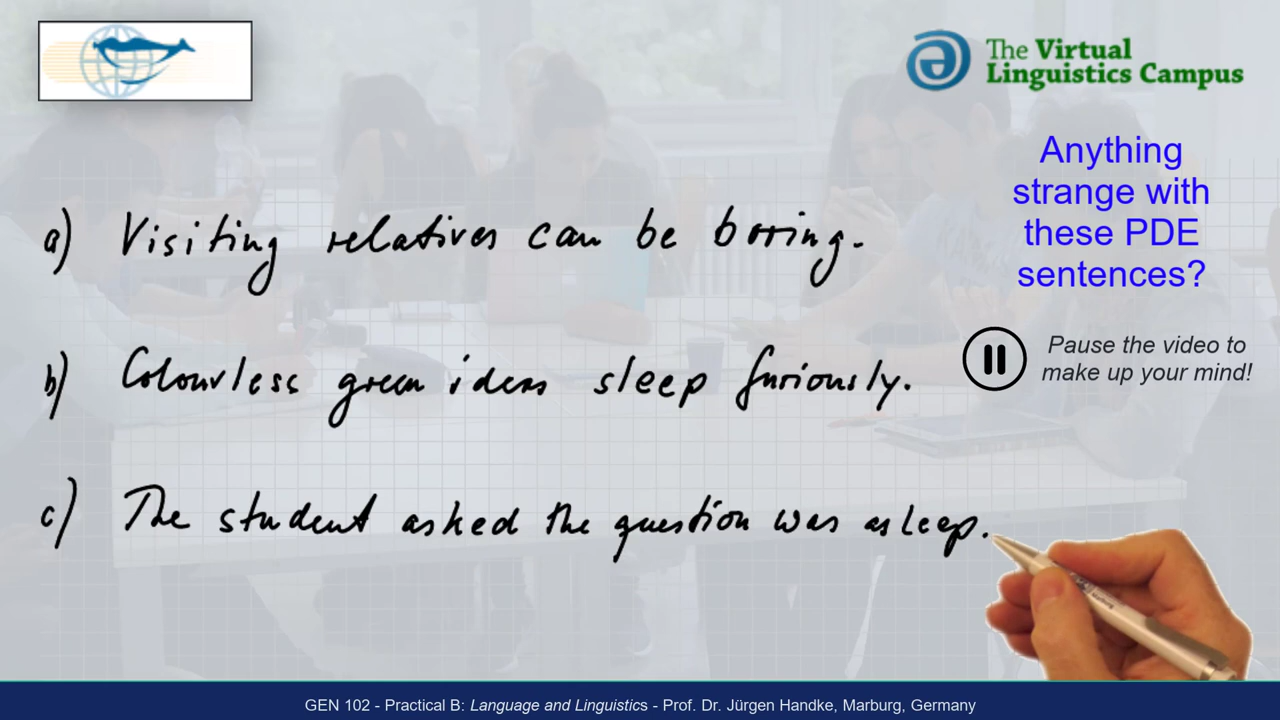 The Virtual
Linguistics Campus
Anything
strange with
these PDE
sentences?
a) Visiting relatives can be boring.
Pause the video to
make up your mind!
b) Colourless green ideas sleep furiously.
c) The student asked the question was asleep.
GEN 102 - Practical B: Language and Linguistics - Prof. Dr. Jürgen Handke, Marburg, Germany